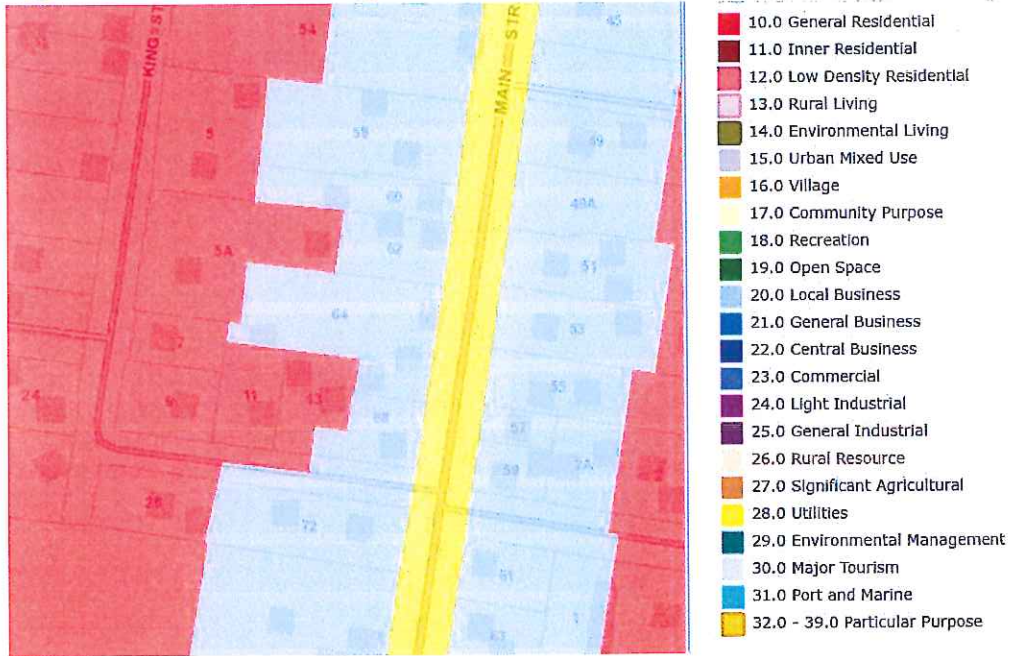 10.0 General Residential
11.0 Inner Residential
12.0 Low Density Residential
13.0 Rural Living
14.0 Environmental Living
15.0 Urban Mixed Use
16.0 Village
17.0 Community Purpose
18.0 Recreation
19.0 Open Space
20.0 Local Business
21.0 General Business
22.0 Central Business
23.0 Commercial
24.0 Light Industrial
25.0 General Industrial
26.0 Rural Resource
27.0 Significant Agricultural
28.0 Utilities
29.0 Environmental Management
30.0 Major Tourism
31.0 Port and Marine
32.0 - 39.0 Particular Purpose
KING ST
54
MAIN STR
45
5
59
49
60
49A
5A
62
51
64
53
24
9
11
13
55
68
57
59
2A
26
72
61
1
63